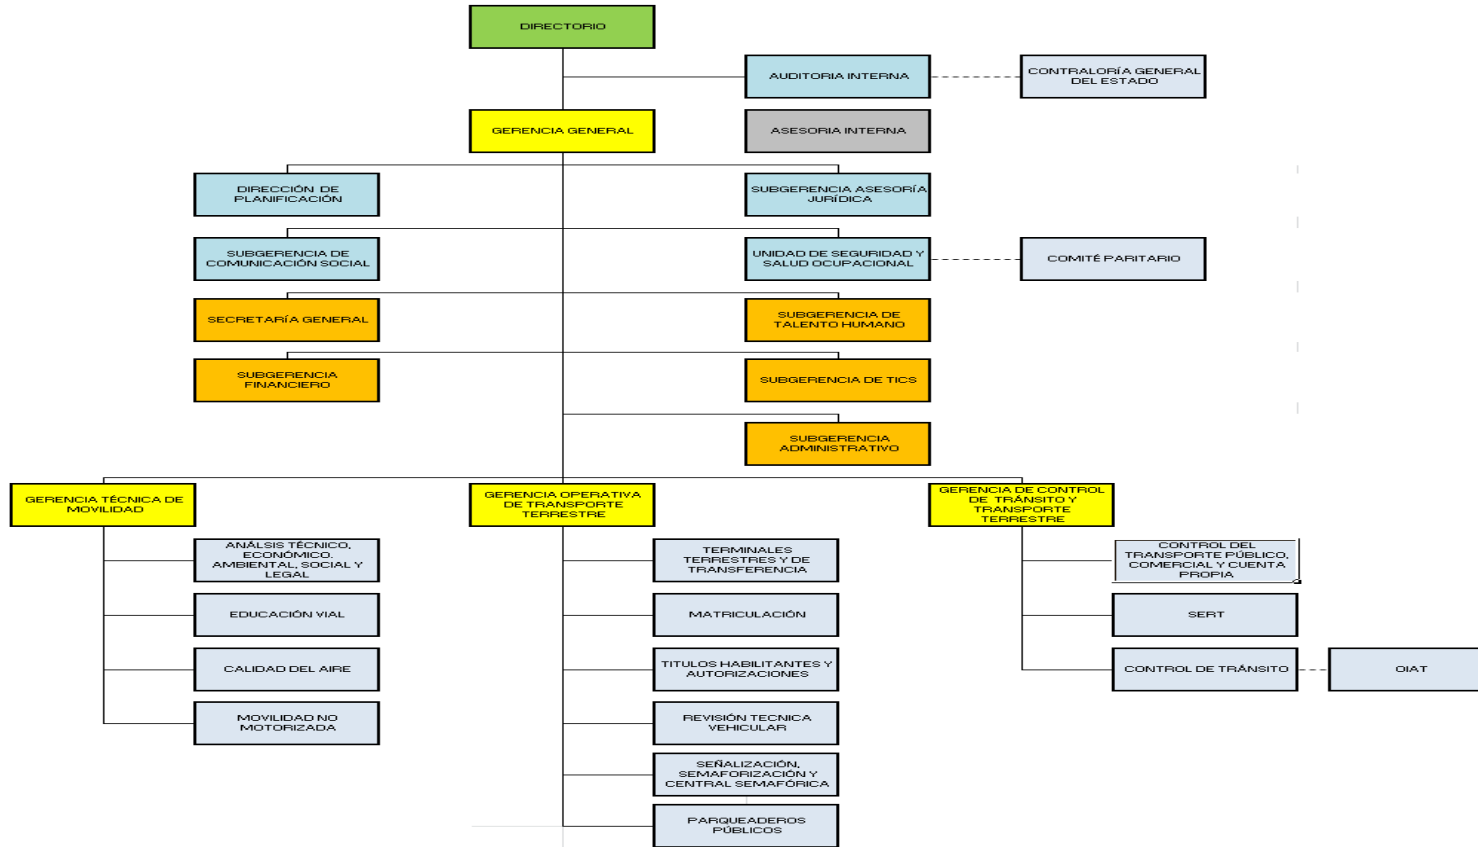 DIRECTORIO
AUDITORIA INTERNA
CONTRALORÍA GENERAL
DEL ESTADO
GERENCIA GENERAL
ASESORIA INTERNA
DIRECCIÓN DE
PLANIFICACIÓN
SUBGERENCIA ASESORÍA
JURÍDICA
SUBGERENCIA DE
COMUNICACIÓN SOCIAL
UNIDAD DE SEGURIDAD Y
SALUD OCUPACIONAL
COMITÉ PARITARIO
SECRETARÍA GENERAL
SUBGERENCIA DE
TALENTO HUMANO
SUBGERENCIA
FINANCIERO
SUBGERENCIA DE TICS
SUBGERENCIA
ADMINISTRATIVO
GERENCIA TÉCNICA DE
MOVILIDAD
GERENCIA OPERATIVA
DE TRANSPORTE
TERRESTRE
GERENCIA DE CONTROL
DE TRÁNSITO Y
TRANSPORTE
TERRESTRE
ANÁLSIS TÉCNICO,
ECONÓMICO,
AMBIENTAL, SOCIAL Y
LEGAL
TERMINALES
TERRESTRES Y DE
TRANSFERENCIA
CONTROL DEL
TRANSPORTE PÚBLICO,
COMERCIAL Y CUENTA
PROPIA
EDUCACIÓN VIAL
MATRICULACIÓN
SERT
CALIDAD DEL AIRE
TITULOS HABILITANTES Y
AUTORIZACIONES
CONTROL DE TRÁNSITO
OIAT
MOVILIDAD NO
MOTORIZADA
REVISIÓN TECNICA
VEHICULAR
SEÑALIZACIÓN,
SEMAFORIZACIÓN Y
CENTRAL SEMAFÓRICA
PARQUEADEROS
PÚBLICOS